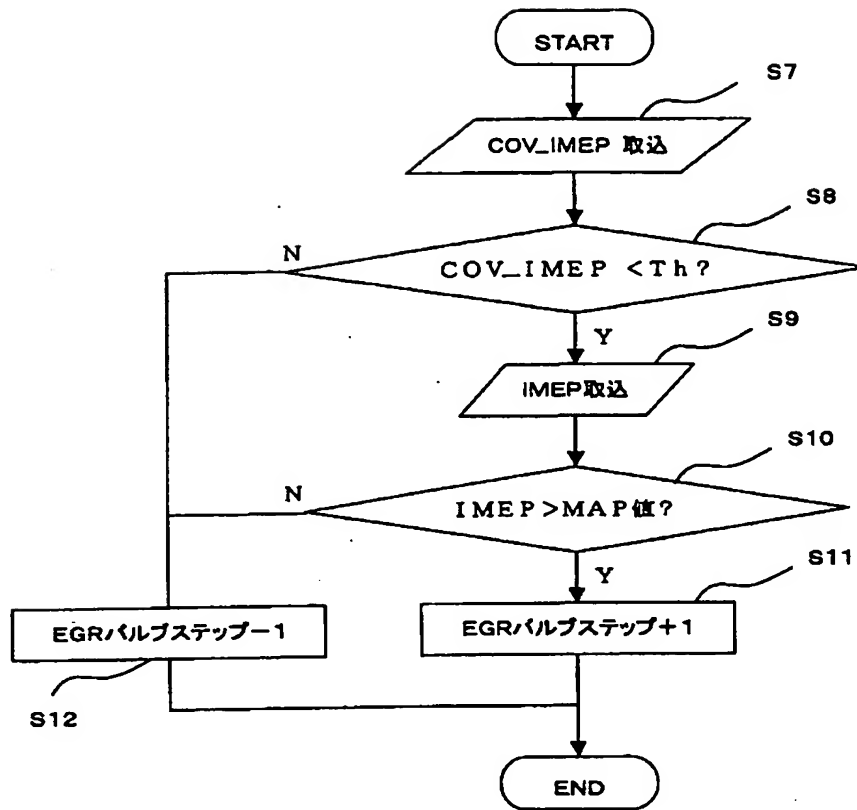 START
S7
COV_IMEP 取込
S8
N
COV_IMEP <Th?
Y
S9
IMEP取込
S10
N
IMEP>MAP値?
Y
S11
EGRバルブステップ-1
EGRバルブステップ+1
S12
END